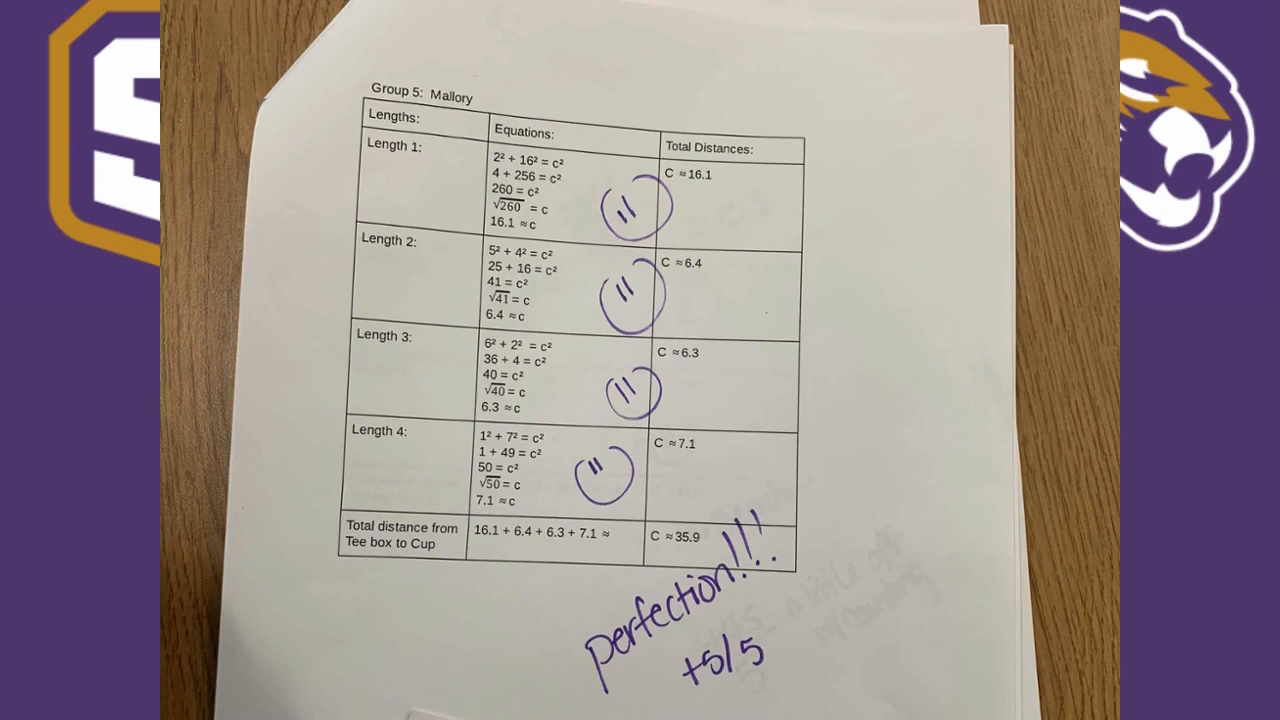 Group 5: Mallory
Lengths:
Equations:
Total Distances:
Length 1:
2² + 16² = c²
4 + 256 = c²
260 = c²
√260 = c
16.1 ≈ c
C ≈ 16.1
Length 2:
5² + 4² = c²
25 + 16 = c²
41 = c²
√41 = c
6.4 ≈ c
C ≈ 6.4
Length 3:
6² + 2² = c²
36 + 4 = c²
40 = c²
√40 = c
6.3 ≈ c
C ≈ 6.3
Length 4:
1² + 7² = c²
1 + 49 = c²
50 = c²
√50 = c
7.1 ≈ c
C ≈ 7.1
Total distance from
Tee box to Cup
16.1 + 6.4 + 6.3 + 7.1 ≈
C ≈ 35.9
perfection!!!
+5/5